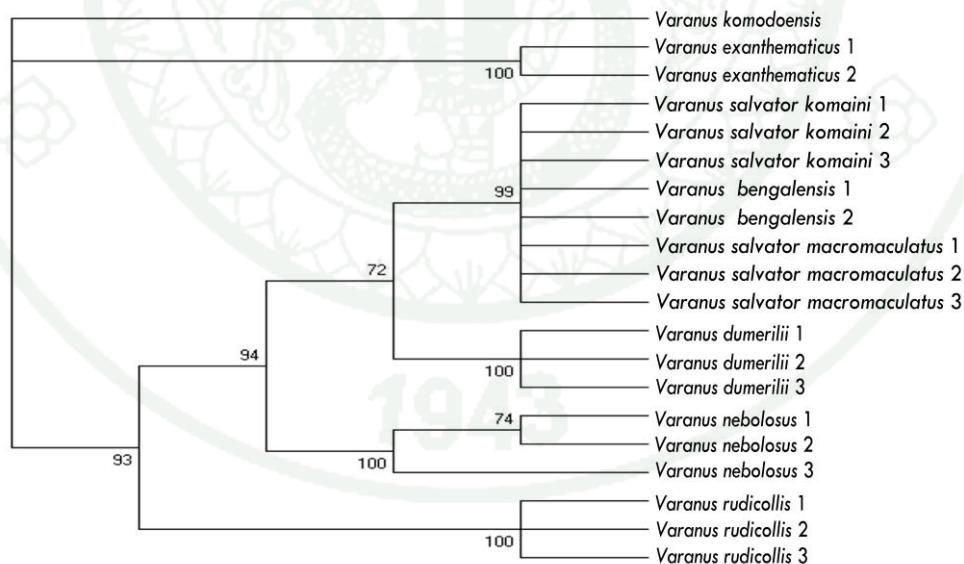 Varanus komodoensis
Varanus exanthematicus 1
100
Varanus exanthematicus 2
Varanus salvator komaini 1
Varanus salvator komaini 2
Varanus salvator komaini 3
99
Varanus bengalensis 1
Varanus bengalensis 2
Varanus salvator macromaculatus 1
72
Varanus salvator macromaculatus 2
Varanus salvator macromaculatus 3
Varanus dumerilii 1
94
Varanus dumerilii 2
100
Varanus dumerilii 3
1943
74
Varanus nebolosus 1
Varanus nebolosus 2
93
100
Varanus nebolosus 3
Varanus rudicollis 1
Varanus rudicollis 2
100
Varanus rudicollis 3